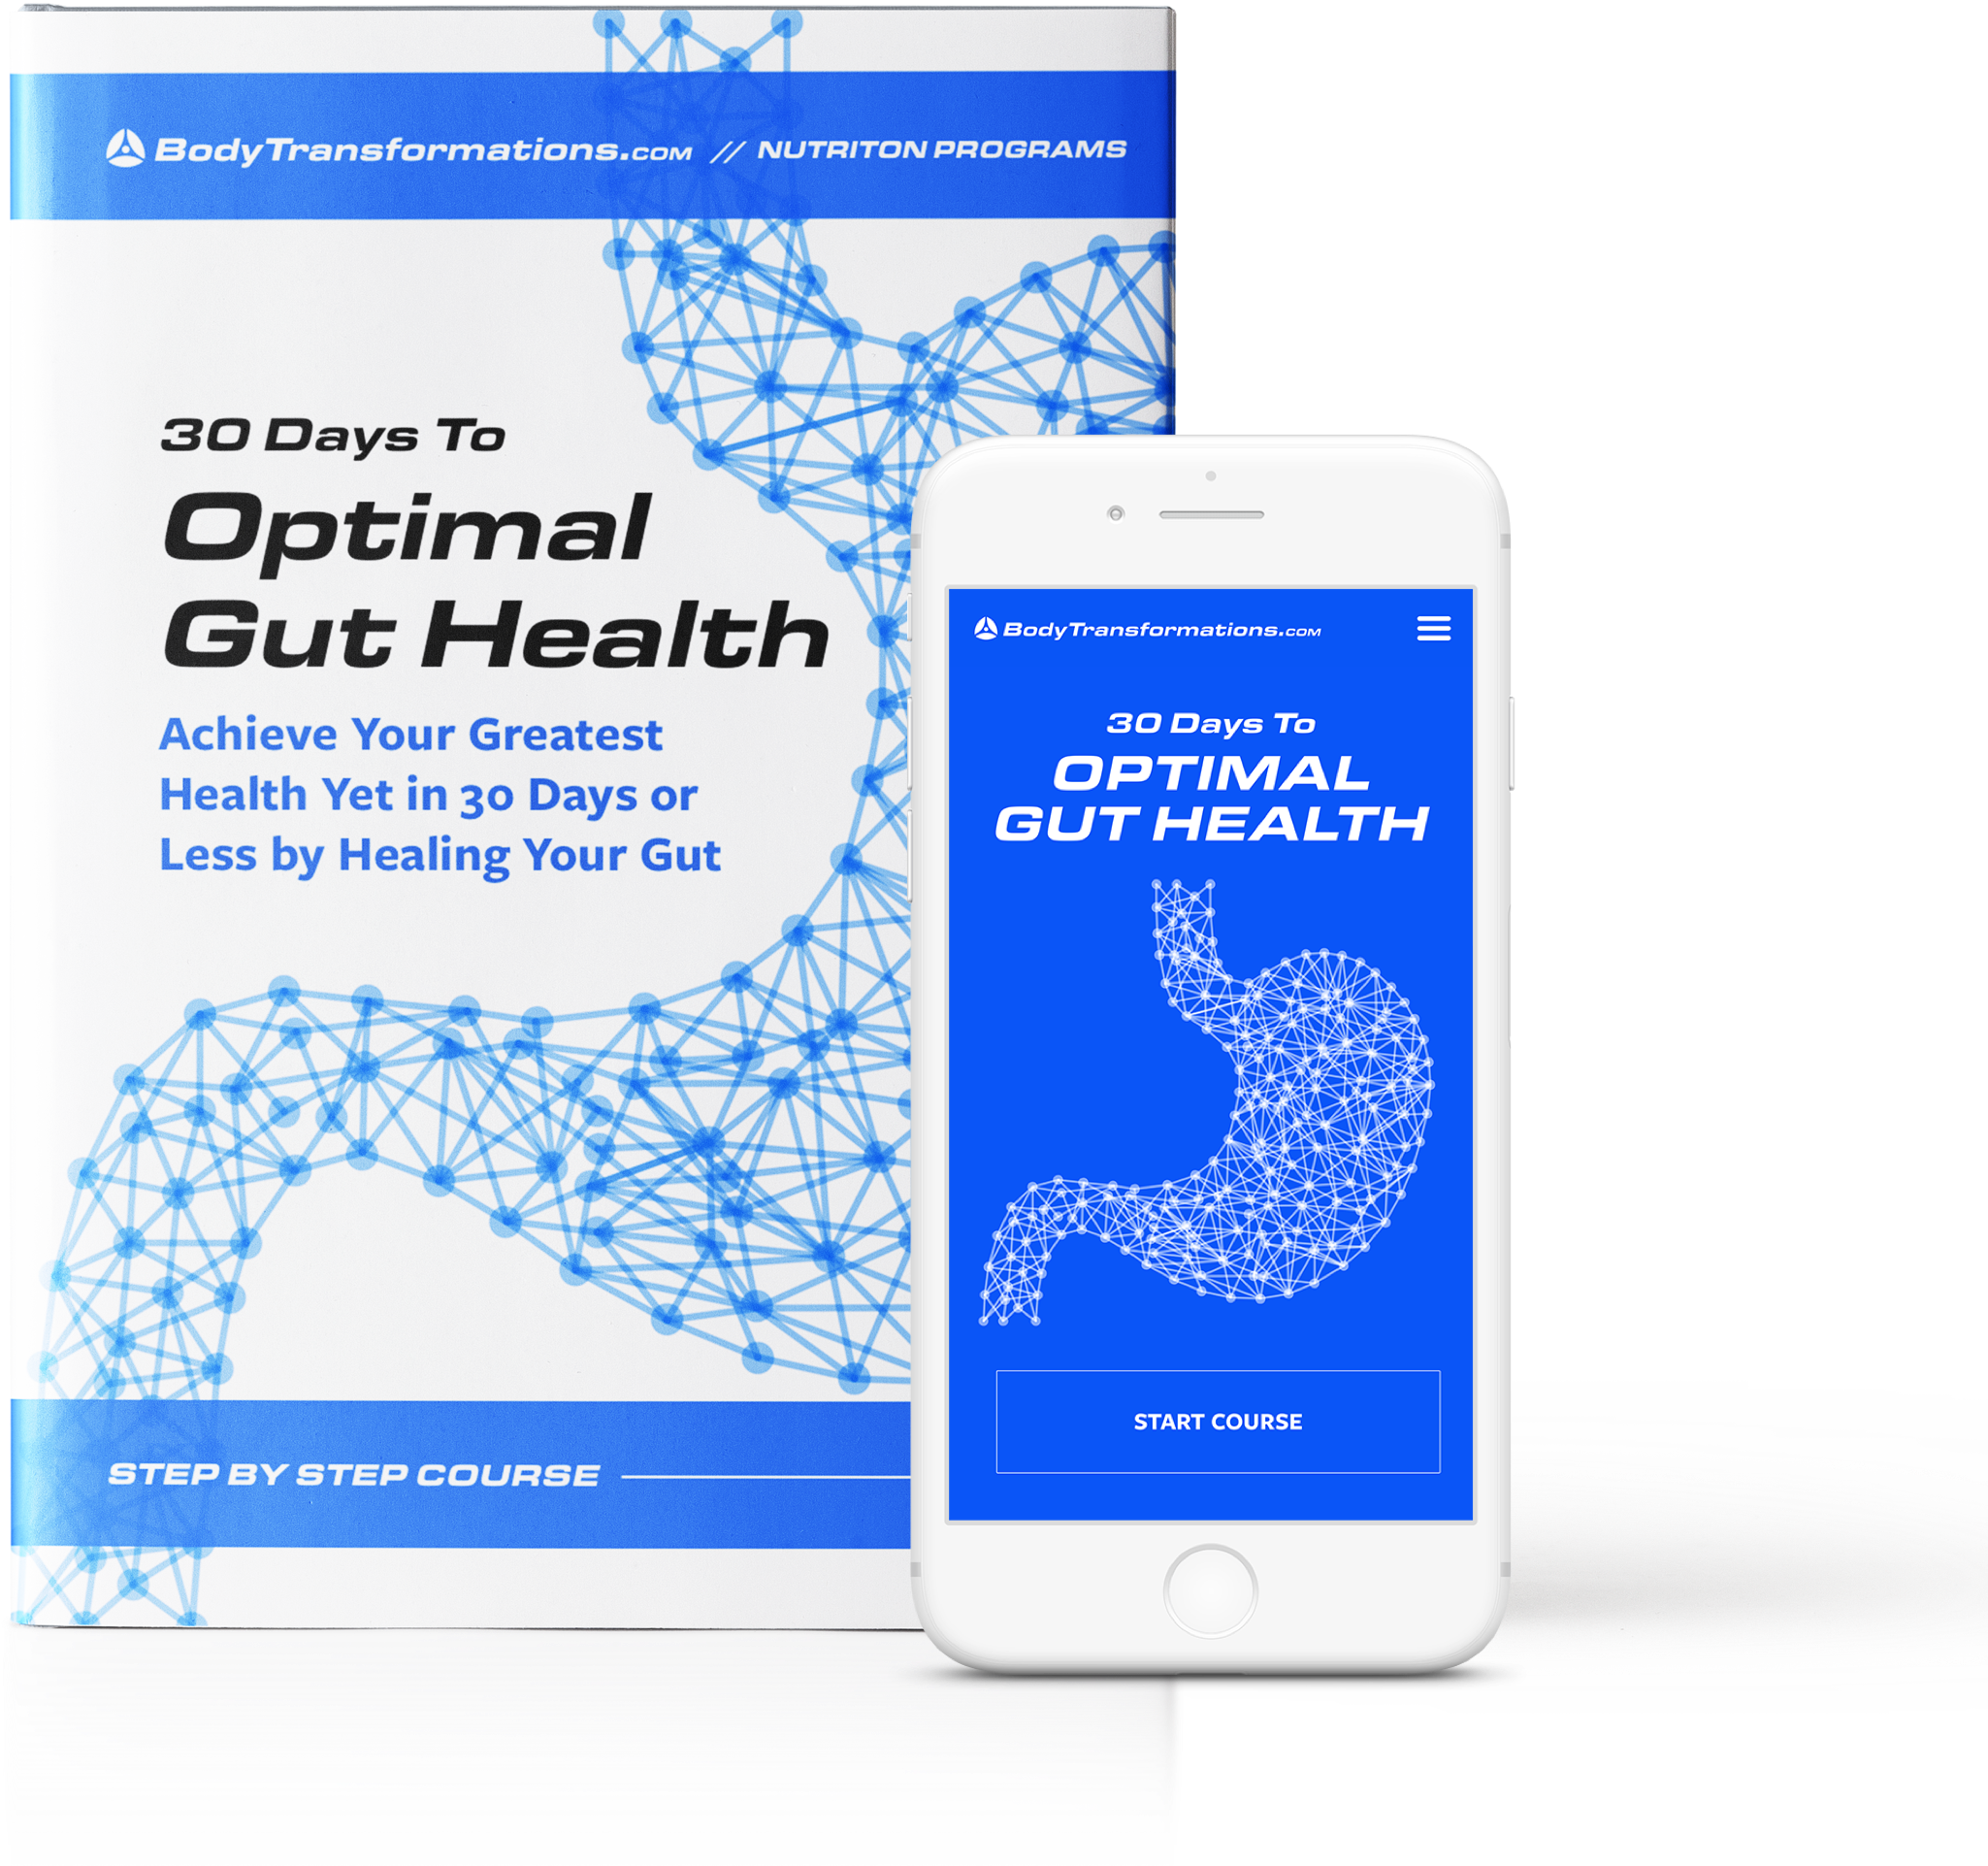 BodyTransformations.COM // NUTRITON PROGRAMS
30 Days To
Optimal
Gut Health
Achieve Your Greatest
Health Yet in 30 Days or
Less by Healing Your Gut
STEP BY STEP COURSE
BodyTransformations.COM
30 Days To
OPTIMAL
GUT HEALTH
START COURSE